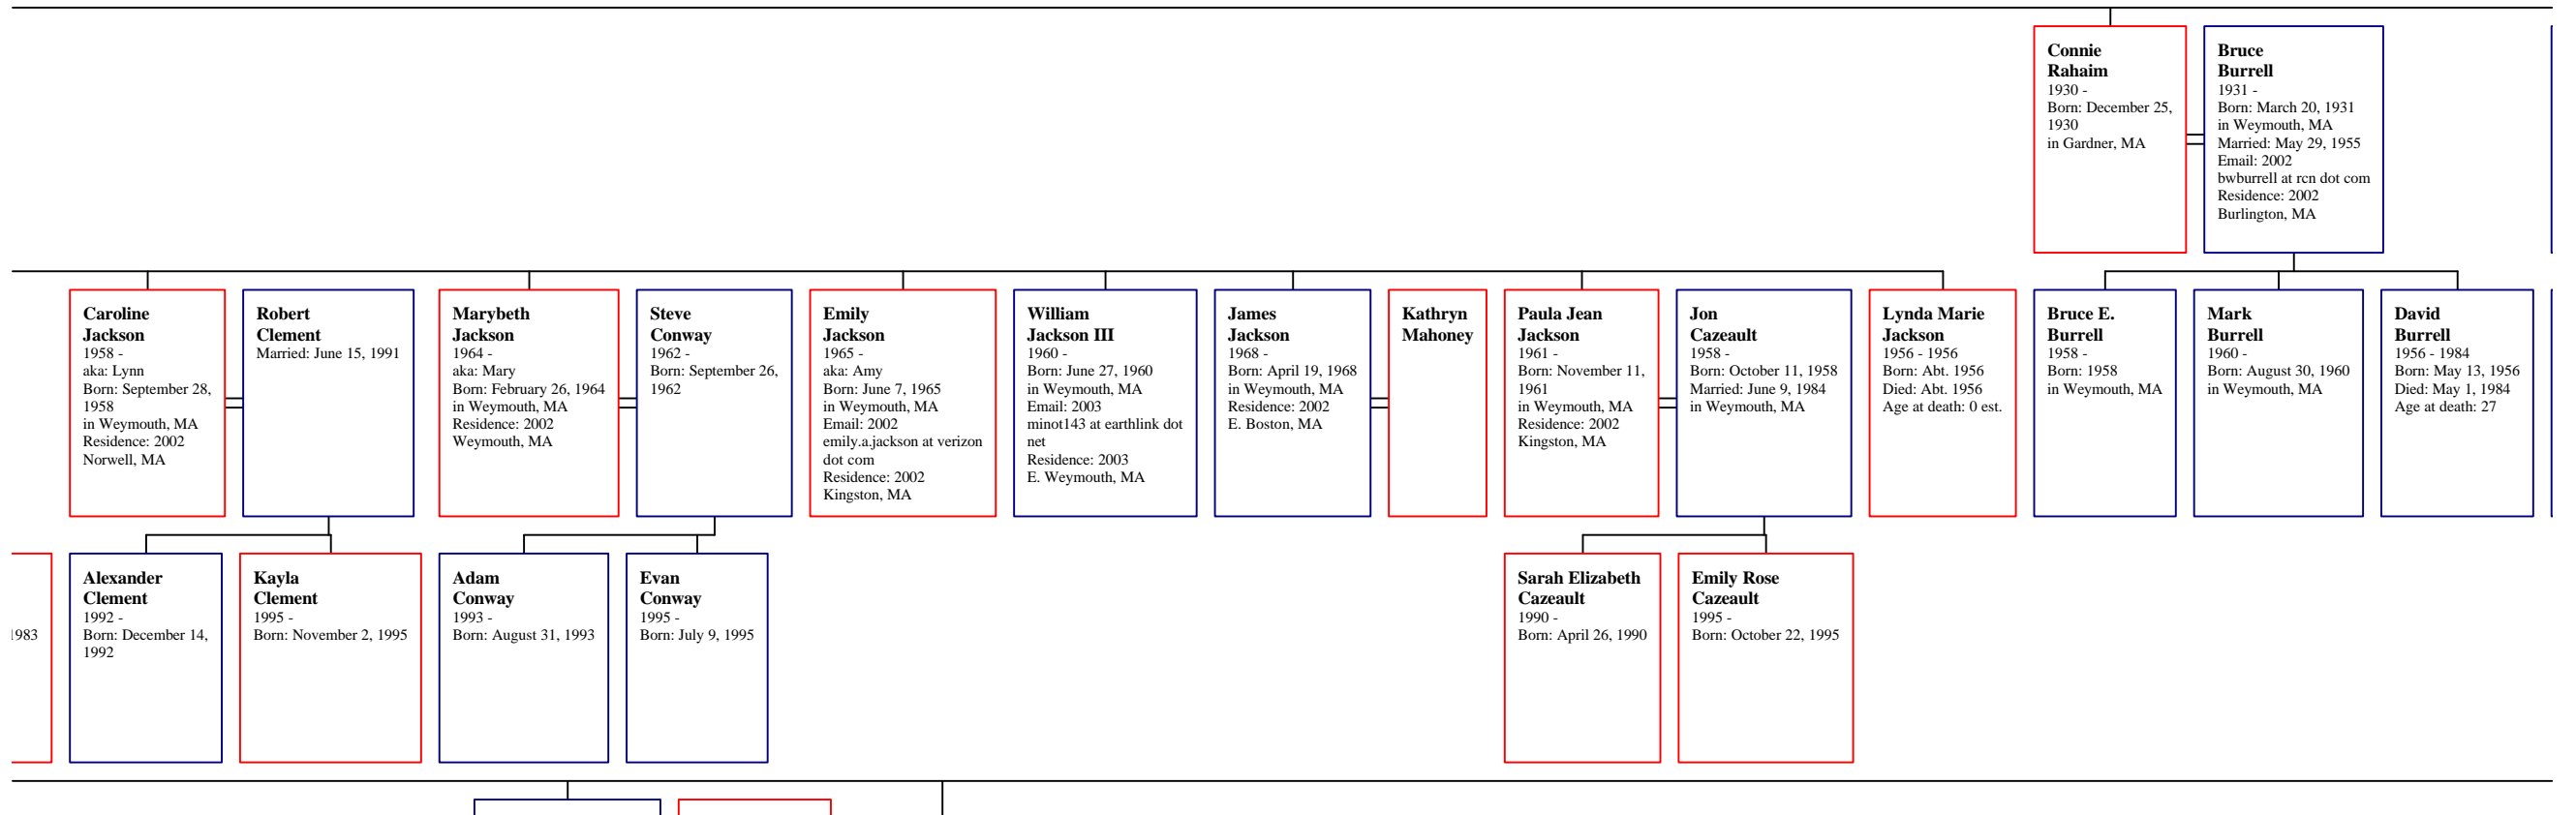 Connie
Rahaim
1930 -
Born: December 25,
1930
in Gardner, MA
Bruce
Burrell
1931 -
Born: March 20, 1931
in Weymouth, MA
Married: May 29, 1955
Email: 2002
bwburrell at rcn dot com
Residence: 2002
Burlington, MA
Caroline
Jackson
1958 -
aka: Lynn
Born: September 28,
1958
in Weymouth, MA
Residence: 2002
Norwell, MA
Robert
Clement
Married: June 15, 1991
Marybeth
Jackson
1964 -
aka: Mary
Born: February 26, 1964
in Weymouth, MA
Residence: 2002
Weymouth, MA
Steve
Conway
1962 -
Born: September 26,
1962
Emily
Jackson
1965 -
aka: Amy
Born: June 7, 1965
in Weymouth, MA
Email: 2002
emily.a.jackson at verizon
dot com
Residence: 2002
Kingston, MA
William
Jackson III
1960 -
Born: June 27, 1960
in Weymouth, MA
Email: 2003
minot143 at earthlink dot
net
Residence: 2003
E. Weymouth, MA
James
Jackson
1968 -
Born: April 19, 1968
in Weymouth, MA
Residence: 2002
E. Boston, MA
Kathryn
Mahoney
Paula Jean
Jackson
1961 -
Born: November 11,
1961
in Weymouth, MA
Residence: 2002
Kingston, MA
Jon
Cazeault
1958 -
Born: October 11, 1958
Married: June 9, 1984
in Weymouth, MA
Lynda Marie
Jackson
1956 - 1956
Born: Abt. 1956
Died: Abt. 1956
Age at death: 0 est.
Bruce E.
Burrell
1958 -
Born: 1958
in Weymouth, MA
Mark
Burrell
1960 -
Born: August 30, 1960
in Weymouth, MA
David
Burrell
1956 - 1984
Born: May 13, 1956
Died: May 1, 1984
Age at death: 27
1983
Alexander
Clement
1992 -
Born: December 14,
1992
Kayla
Clement
1995 -
Born: November 2, 1995
Adam
Conway
1993 -
Born: August 31, 1993
Evan
Conway
1995 -
Born: July 9, 1995
Sarah Elizabeth
Cazeault
1990 -
Born: April 26, 1990
Emily Rose
Cazeault
1995 -
Born: October 22, 1995